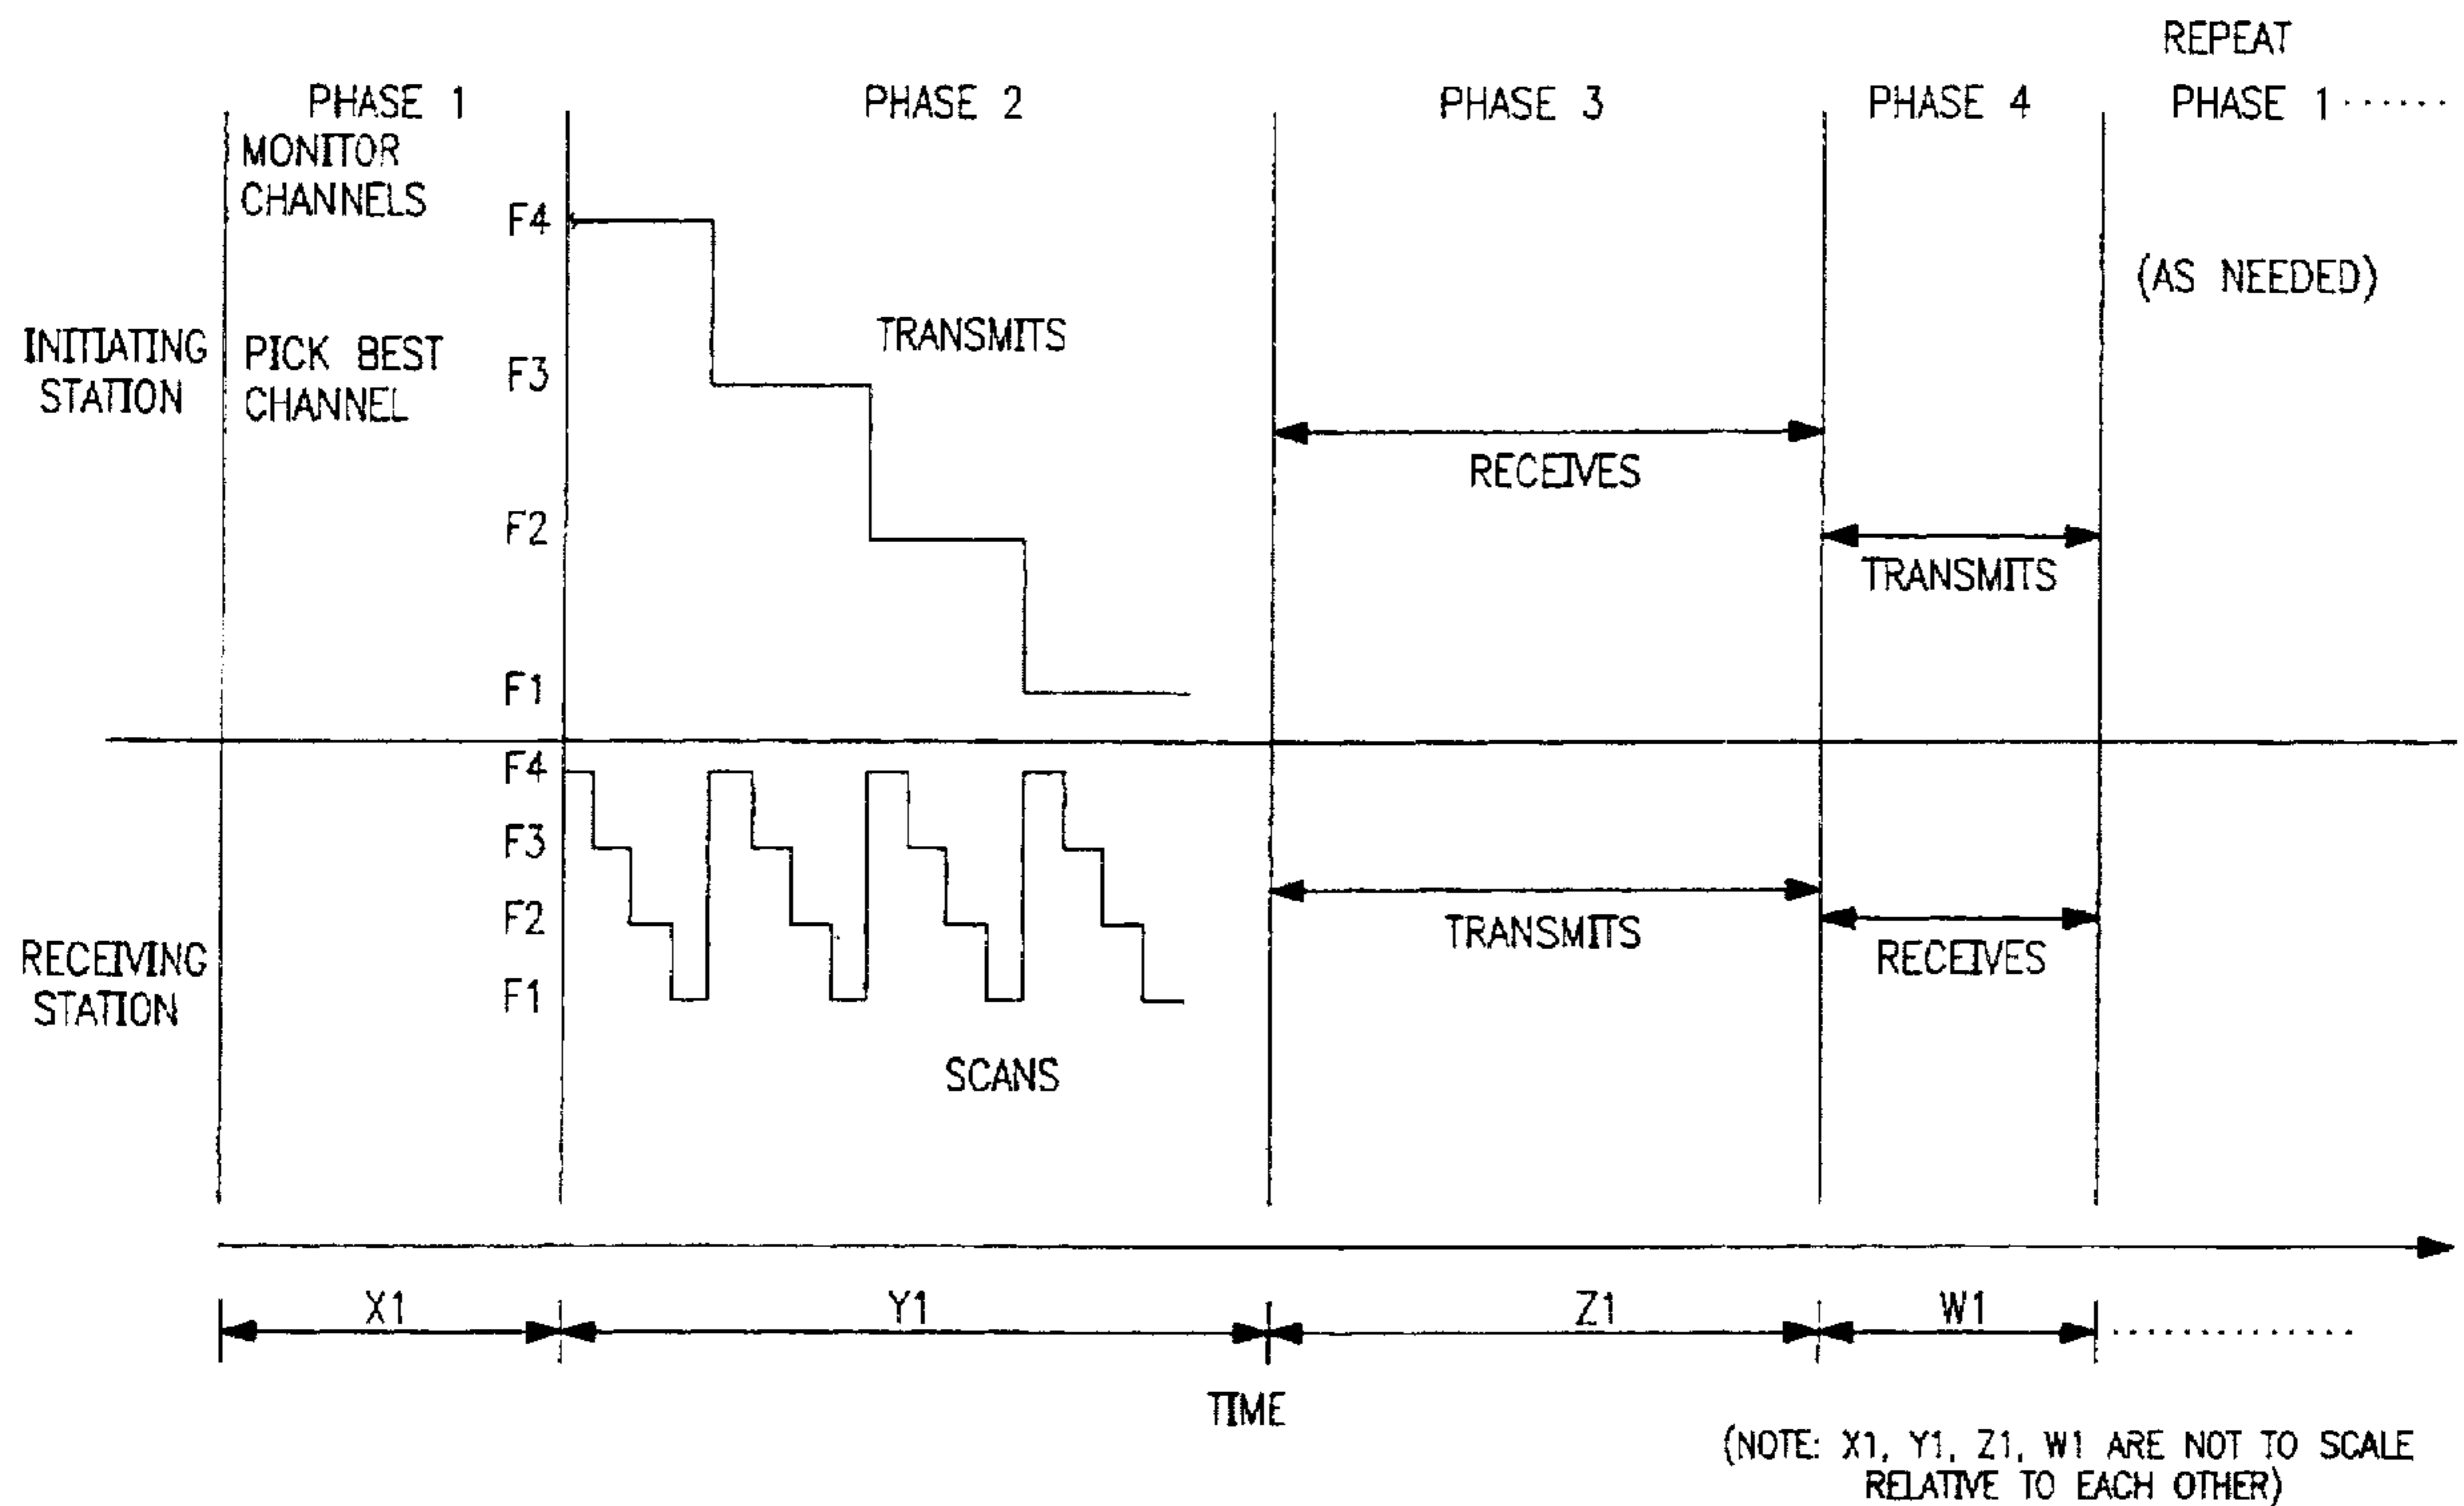 REPEAT
PHASE 1
PHASE 2
PHASE 3
PHASE 4
PHASE 1 ......
MONITOR
CHANNELS
F4
(AS NEEDED)
INITIATING
STATION
PICK BEST
CHANNEL
TRANSMITS
F3
RECEIVES
F2
TRANSMITS
F1
F4
F3
F2
F1
RECEIVING
STATION
TRANSMITS
RECEIVES
SCANS
X1
Y1
Z1
W1
TIME
(NOTE: X1, Y1, Z1, W1 ARE NOT TO SCALE
RELATIVE TO EACH OTHER)